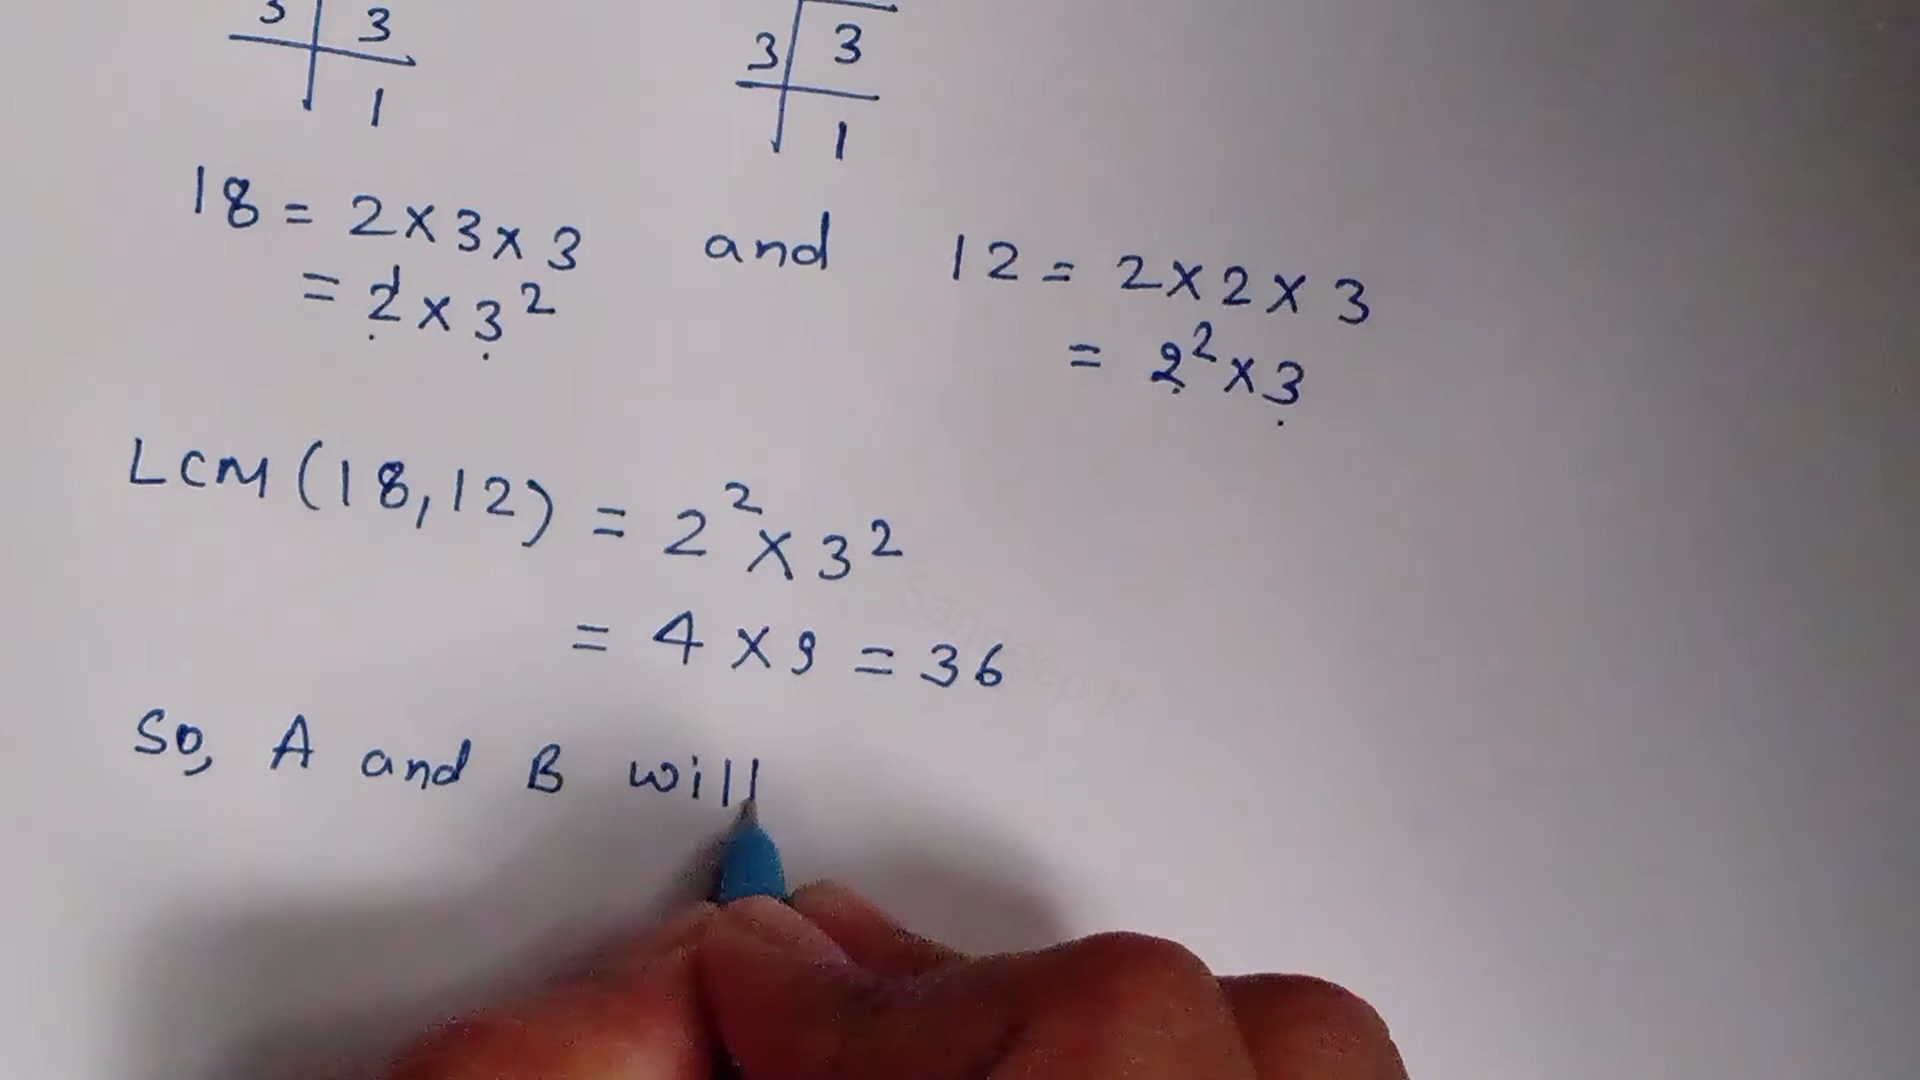 3 3
3 3
1
1
18 = 2 × 3 × 3 and 12 = 2 × 2 × 3
= 2¹ × 3²
= 2² × 3
LCM (18, 12) = 2² × 3²
= 4 × 9 = 36
So, A and B will